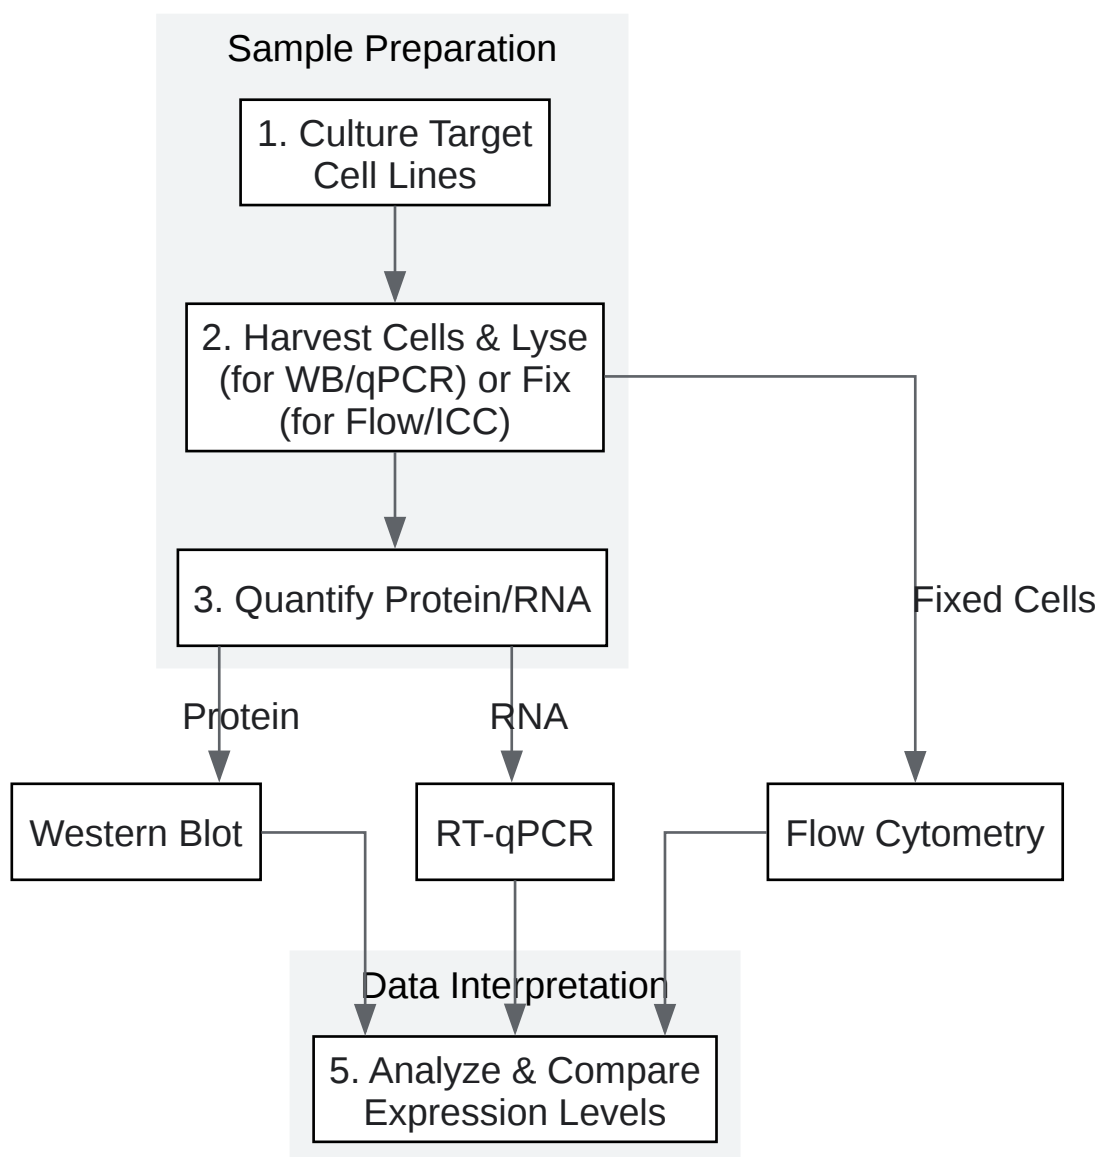 Sample Preparation
1. Culture Target
Cell Lines
2. Harvest Cells & Lyse
(for WB/qPCR) or Fix
(for Flow/ICC)
3. Quantify Protein/RNA
Fixed Cells
Protein
RNA
Western Blot
RT-qPCR
Flow Cytometry
Data Interpretation
5. Analyze & Compare
Expression Levels